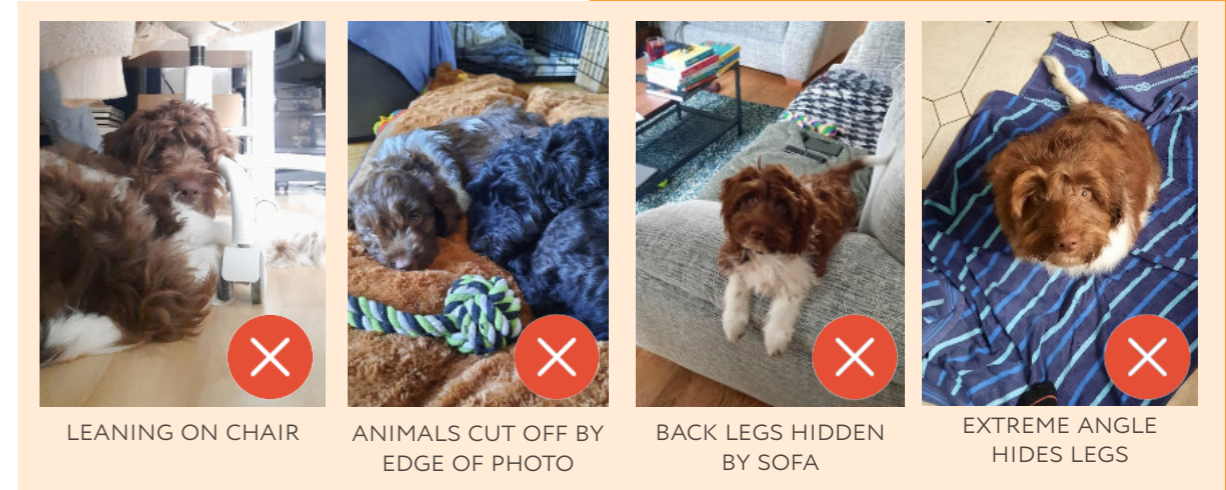 LEANING ON CHAIR
ANIMALS CUT OFF BY
EDGE OF PHOTO
BACK LEGS HIDDEN
BY SOFA
EXTREME ANGLE
HIDES LEGS